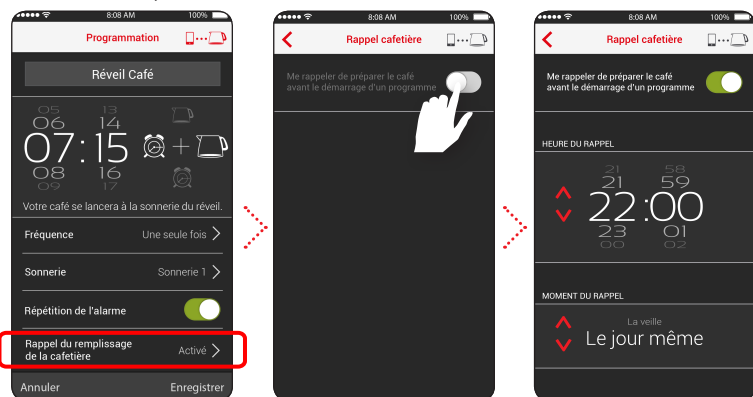 8:08 AM 100%
Programmation
Réveil Café
05 13
06 14
07:15 +
08 16
09 17
Votre café se lancera à la sonnerie du réveil.
Fréquence Une seule fois
Sonnerie Sonnerie 1
Répétition de l'alarme
Rappel du remplissage
de la cafetière
Activé
Annuler Enregistrer
8:08 AM 100%
Rappel cafetière
Me rappeler de préparer le café
avant le démarrage d'un programme
8:08 AM 100%
Rappel cafetière
Me rappeler de préparer le café
avant le démarrage d'un programme
HEURE DU RAPPEL
21 58
21 59
22:00
23 01
00 02
MOMENT DU RAPPEL
La veille
Le jour même